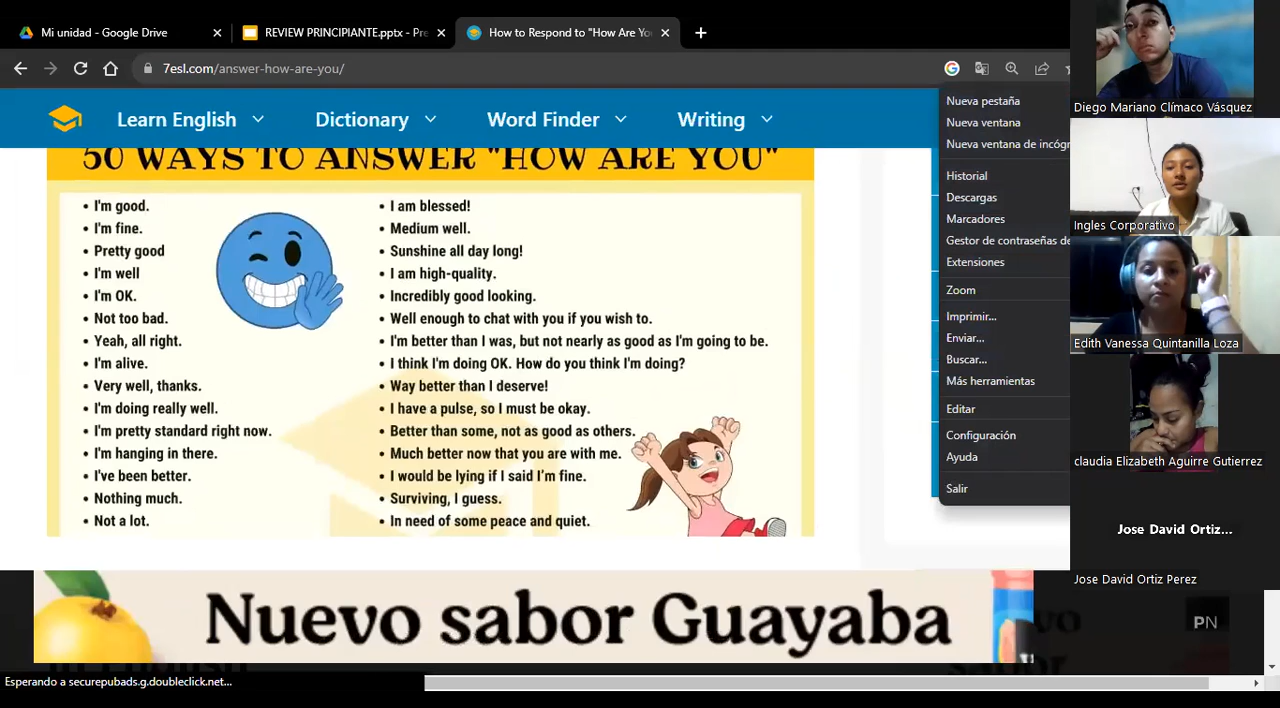 Mi unidad - Google Drive
REVIEW PRINCIPIANTE.pptx - Pre
How to Respond to "How Are Yo
7esl.com/answer-how-are-you/
Learn English
Dictionary
Word Finder
Writing
50 WAYS TO ANSWER "HOW ARE YOU"
• I'm good.
• I'm fine.
• Pretty good
• I'm well
• I'm OK.
• Not too bad.
• Yeah, all right.
• I'm alive.
• Very well, thanks.
• I'm doing really well.
• I'm pretty standard right now.
• I'm hanging in there.
• I've been better.
• Nothing much.
• Not a lot.
• I am blessed!
• Medium well.
• Sunshine all day long!
• I am high-quality.
• Incredibly good looking.
• Well enough to chat with you if you wish to.
• I'm better than I was, but not nearly as good as I'm going to be.
• I think I'm doing OK. How do you think I'm doing?
• Way better than I deserve!
• I have a pulse, so I must be okay.
• Better than some, not as good as others.
• Much better now that you are with me.
• I would be lying if I said I'm fine.
• Surviving, I guess.
• In need of some peace and quiet.
Nueva pestaña
Nueva ventana
Nueva ventana de incógn
Historial
Descargas
Marcadores
Gestor de contraseñas de
Extensiones
Zoom
Imprimir...
Enviar...
Buscar...
Más herramientas
Editar
Configuración
Ayuda
Salir
Diego Mariano Clímaco Vásquez
Ingles Corporativo
Edith Vanessa Quintanilla Loza
claudia Elizabeth Aguirre Gutierrez
Jose David Ortiz...
Jose David Ortiz Perez
PN
Nuevo sabor Guayaba
Esperando a securepubads.g.doubleclick.net...